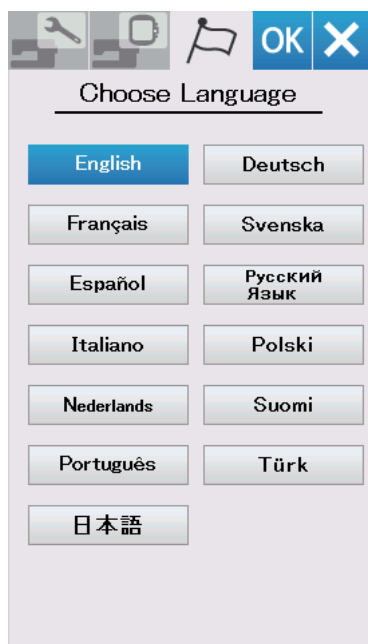 OK
Choose Language
English
Deutsch
Français
Svenska
Español
Русский
Язык
Italiano
Polski
Nederlands
Suomi
Português
Türk
日本語